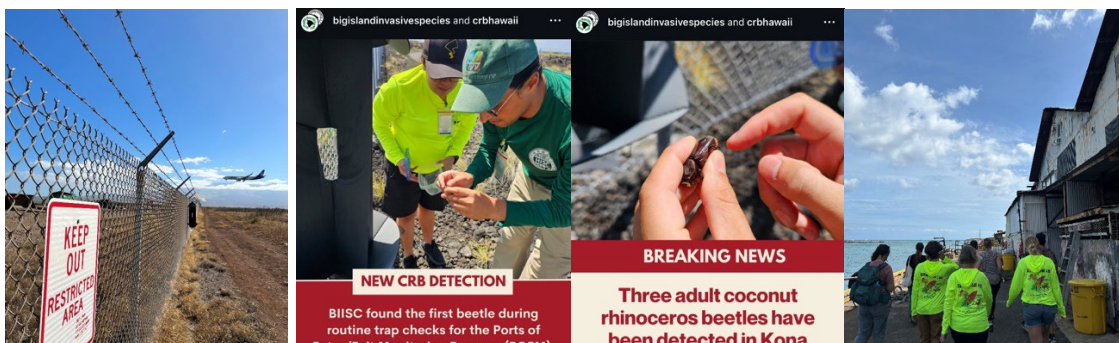 KEEP
OUT
RESTRICTED
AREA
bigislandinvasivespecies and crbhawaii
NEW CRB DETECTION
BIISC found the first beetle during
routine trap checks for the Ports of
bigislandinvasivespecies and crbhawaii
BREAKING NEWS
Three adult coconut
rhinoceros beetles have
been detected in Kona